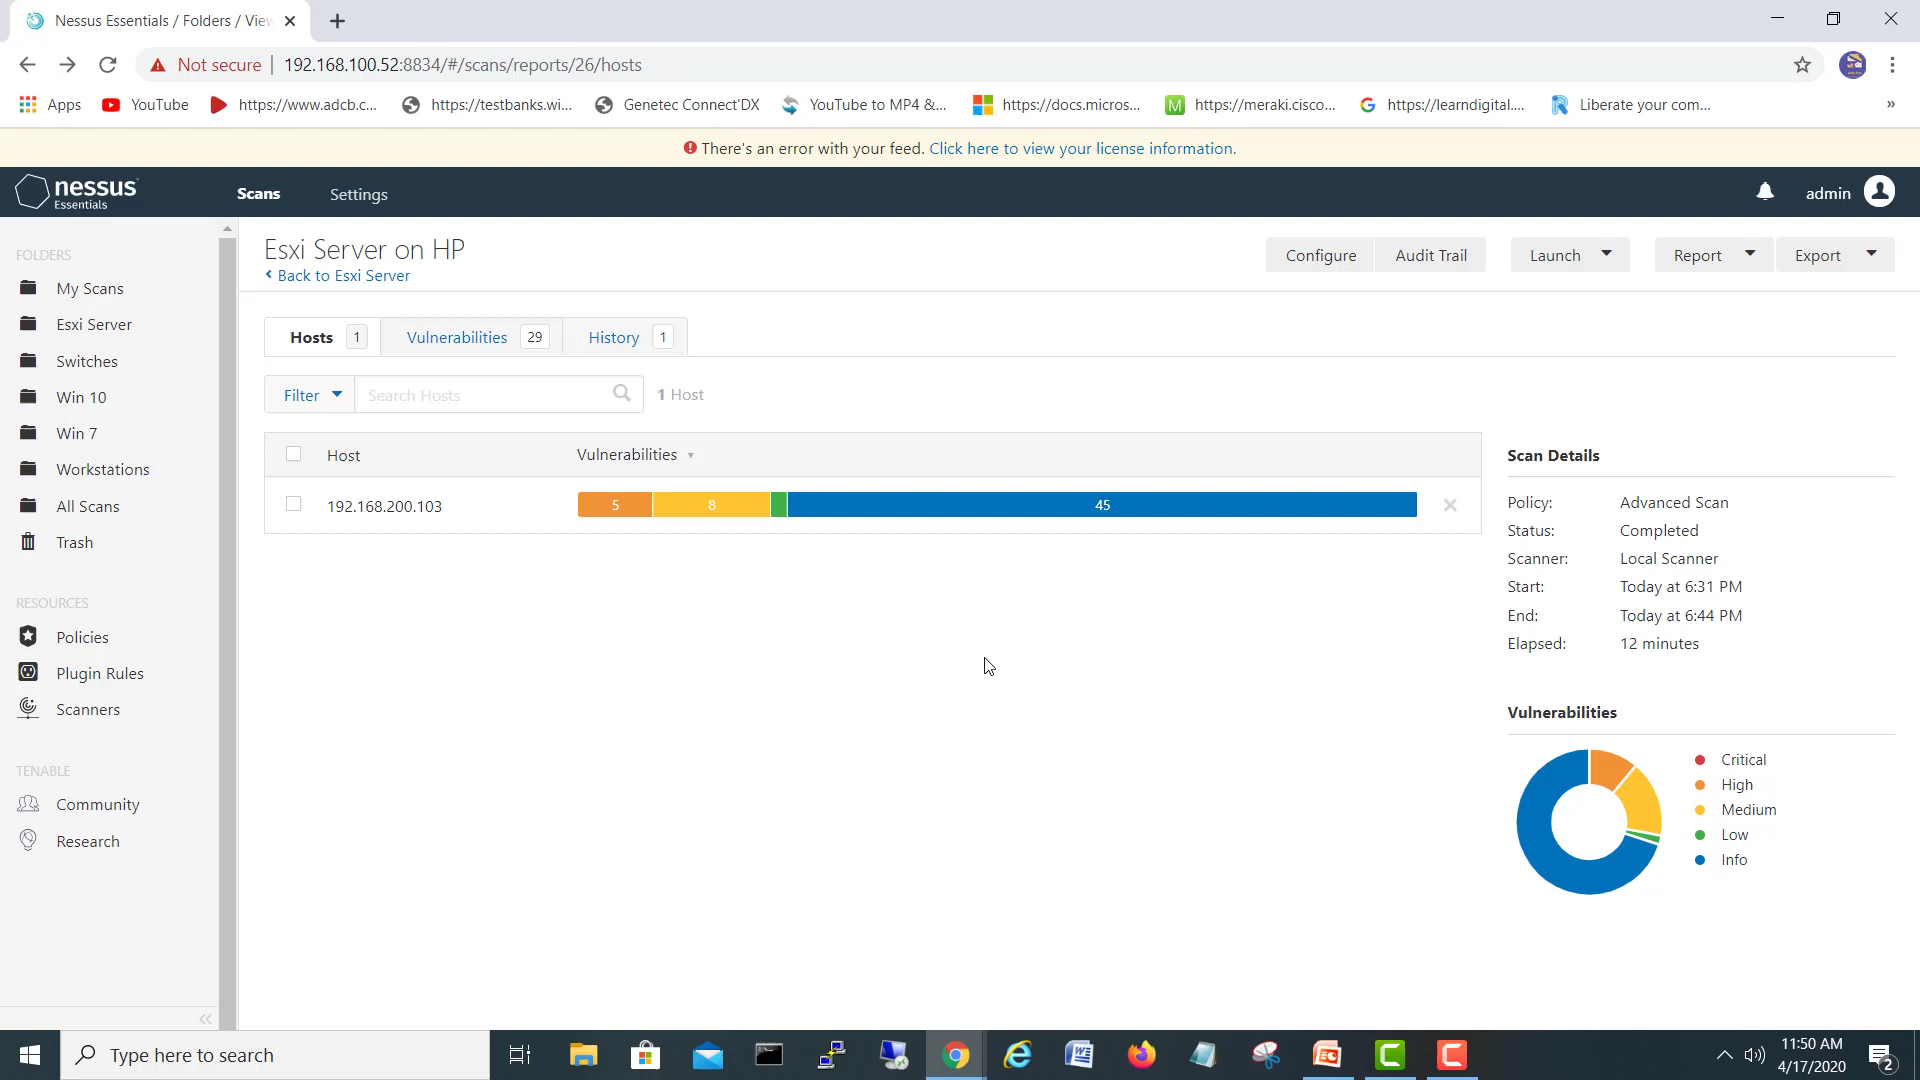 Nessus Essentials / Folders / View
Not secure | 192.168.100.52:8834/#/scans/reports/26/hosts
Apps YouTube https://www.adcb.c... https://testbanks.wi... Genetec Connect'DX YouTube to MP4 &... https://docs.micros... https://meraki.cisco... https://learndigital.... Liberate your com... »
There's an error with your feed. Click here to view your license information.
nessus Essentials
Scans Settings
admin
FOLDERS
My Scans
Esxi Server
Switches
Win 10
Win 7
Workstations
All Scans
Trash
RESOURCES
Policies
Plugin Rules
Scanners
TENABLE
Community
Research
Esxi Server on HP
Back to Esxi Server
Configure Audit Trail Launch Report Export
Hosts 1 Vulnerabilities 29 History 1
Filter Search Hosts 1 Host
Host Vulnerabilities
192.168.200.103 5 8 45
Scan Details
Policy: Advanced Scan
Status: Completed
Scanner: Local Scanner
Start: Today at 6:31 PM
End: Today at 6:44 PM
Elapsed: 12 minutes
Vulnerabilities
Critical
High
Medium
Low
Info
Type here to search
11:50 AM
4/17/2020
2